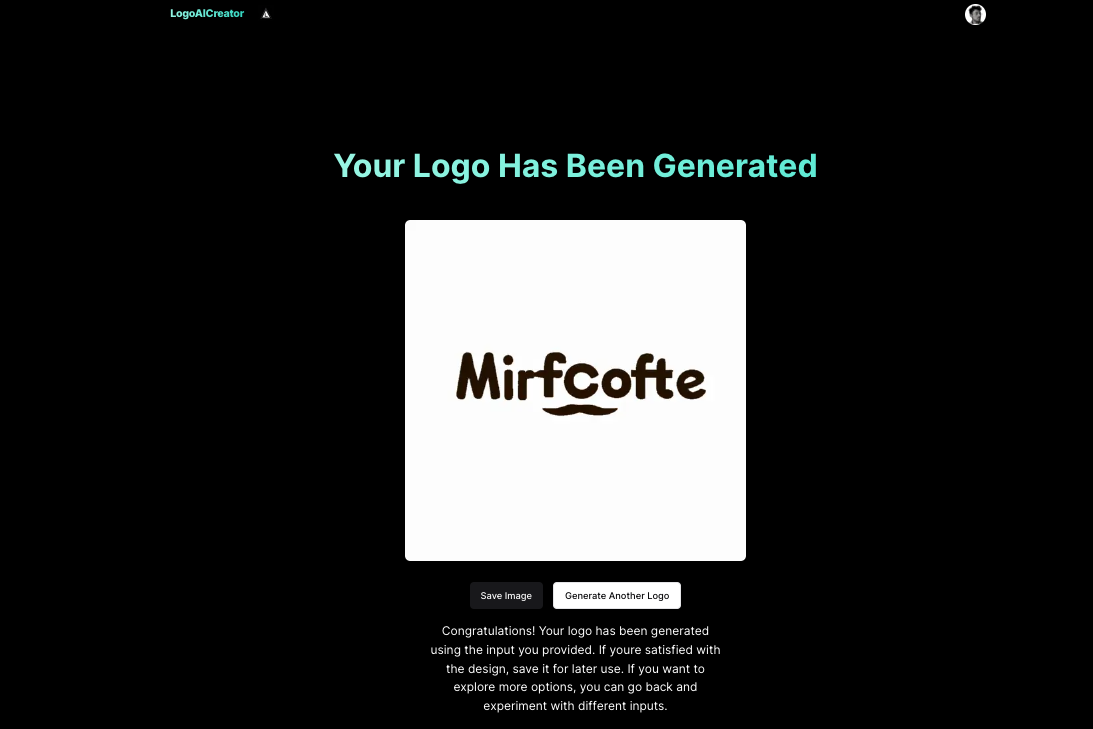 LogoAICreator
Your Logo Has Been Generated
Mirfcofte
Save Image
Generate Another Logo
Congratulations! Your logo has been generated
using the input you provided. If youre satisfied with
the design, save it for later use. If you want to
explore more options, you can go back and
experiment with different inputs.